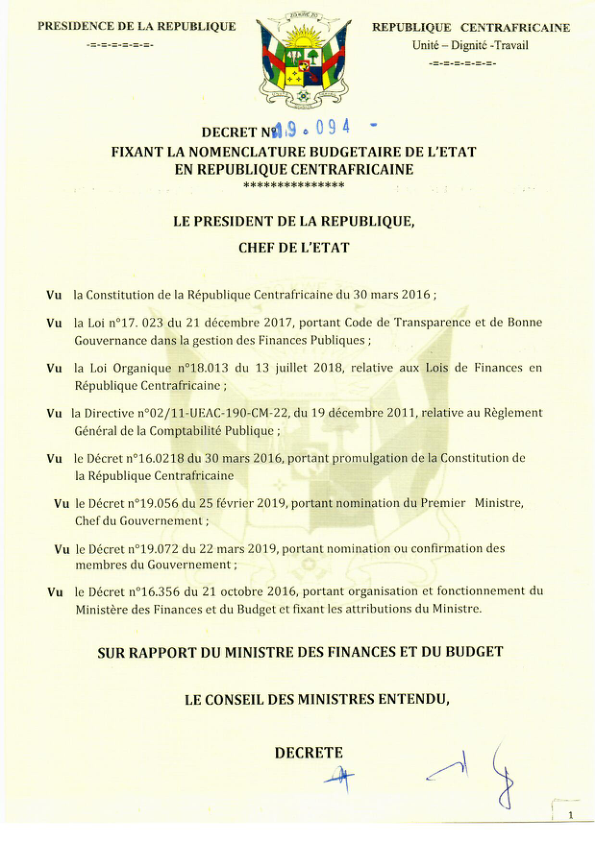 PRESIDENCE DE LA REPUBLIQUE
-=-=-=-=-=-
REPUBLIQUE CENTRAFRICAINE
Unité – Dignité -Travail
-=-=-=-=-=-
DECRET N° 19.094 -
FIXANT LA NOMENCLATURE BUDGETAIRE DE L'ETAT
EN REPUBLIQUE CENTRAFRICAINE
***************
LE PRESIDENT DE LA REPUBLIQUE,
CHEF DE L'ETAT
Vu la Constitution de la République Centrafricaine du 30 mars 2016 ;
Vu la Loi n°17. 023 du 21 décembre 2017, portant Code de Transparence et de Bonne
Gouvernance dans la gestion des Finances Publiques ;
Vu la Loi Organique n°18.013 du 13 juillet 2018, relative aux Lois de Finances en
République Centrafricaine ;
Vu la Directive n°02/11-UEAC-190-CM-22, du 19 décembre 2011, relative au Règlement
Général de la Comptabilité Publique ;
Vu le Décret n°16.0218 du 30 mars 2016, portant promulgation de la Constitution de
la République Centrafricaine
Vu le Décret n°19.056 du 25 février 2019, portant nomination du Premier Ministre,
Chef du Gouvernement ;
Vu le Décret n°19.072 du 22 mars 2019, portant nomination ou confirmation des
membres du Gouvernement ;
Vu le Décret n°16.356 du 21 octobre 2016, portant organisation et fonctionnement du
Ministère des Finances et du Budget et fixant les attributions du Ministre.
SUR RAPPORT DU MINISTRE DES FINANCES ET DU BUDGET
LE CONSEIL DES MINISTRES ENTENDU,
DECRETE
1